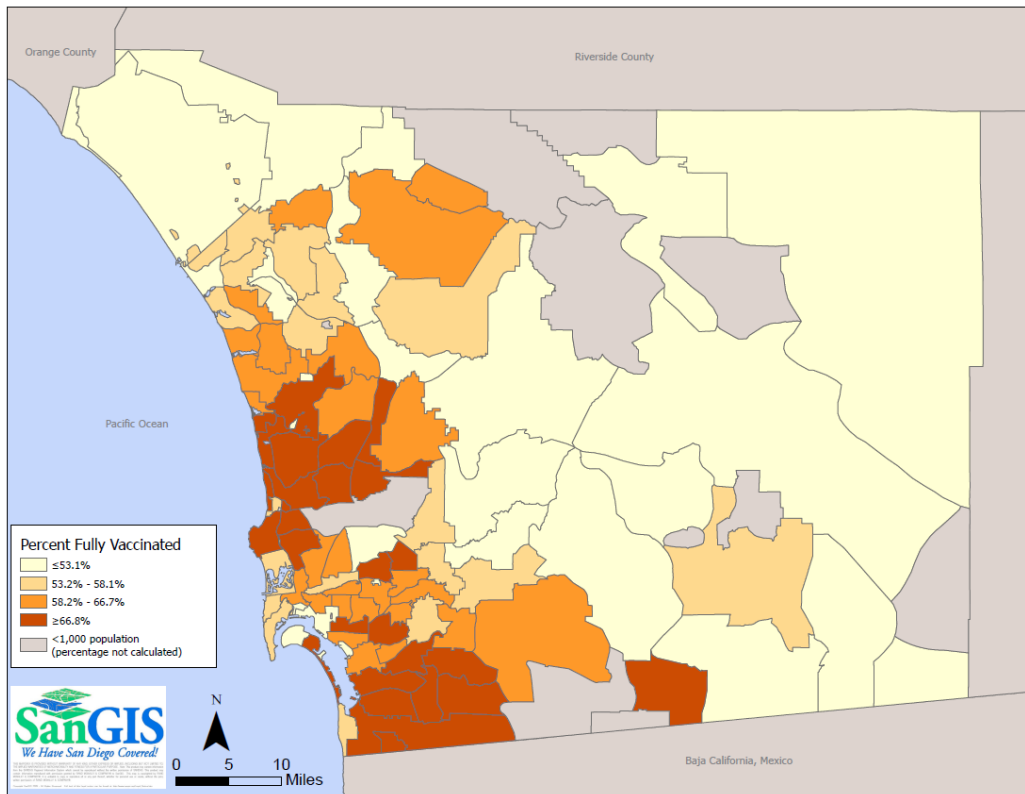 Orange County
Riverside County
Pacific Ocean
Percent Fully Vaccinated
≤53.1%
53.2% - 58.1%
58.2% - 66.7%
≥66.8%
<1,000 population
(percentage not calculated)
SanGIS
We Have San Diego Covered!
N
0 5 10
Miles
Baja California, Mexico